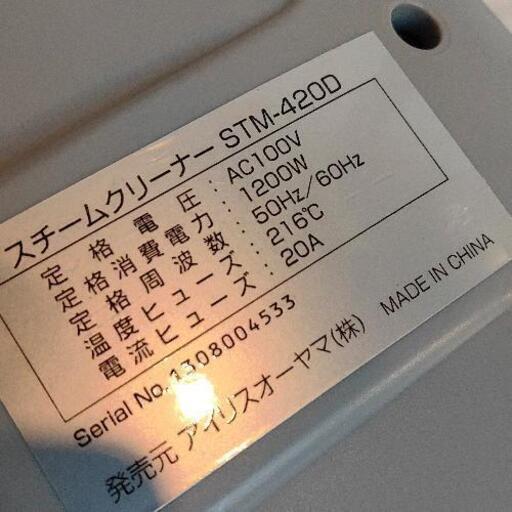 スチームクリーナー STM-420D
定格電圧: AC100V
定格消費電力: 1200W
定格周波数: 50Hz/60Hz
温度ヒューズ: 216℃
電流ヒューズ: 20A
Serial No.1308004533
発売元 アイリスオーヤマ(株) MADE IN CHINA